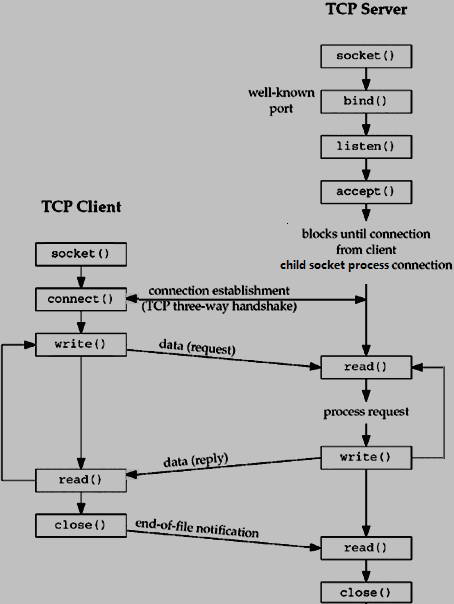 TCP Server
socket()
well-known
port
bind()
listen()
accept()
blocks until connection
from client
child socket process connection
TCP Client
socket()
connect()
connection establishment
(TCP three-way handshake)
write()
data (request)
read()
process request
write()
data (reply)
read()
close()
end-of-file notification
read()
close()